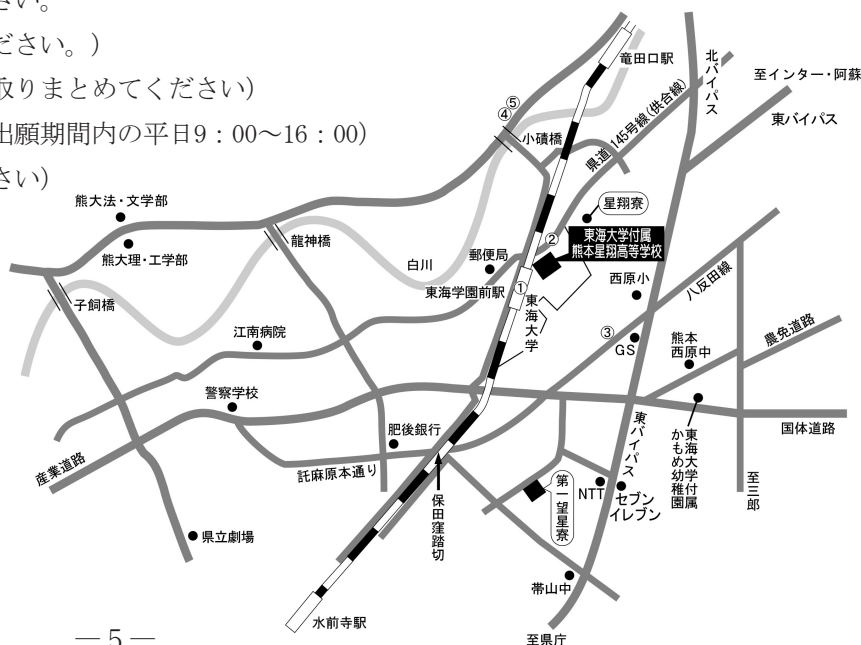 さい。
ださい。)
取りまとめてください)
出願期間内の平日9：00～16：00)
さい)
竜田口駅
北バイパス
至インター・阿蘇
東バイパス
県道145号線(供合線)
⑤
④
小磧橋
星翔寮
熊大法・文学部
熊大理・工学部
龍神橋
白川
郵便局
②
東海大学付属
熊本星翔高等学校
東海学園前駅
①
東海大学
西原小
八反田線
子飼橋
江南病院
③
GS
熊本
西原中
農免道路
警察学校
肥後銀行
産業道路
託麻原本通り
保田窪踏切
東バイパス
東海大学付属
かもめ幼稚園
国体道路
至三郎
第一望星寮
NTT
セブン
イレブン
県立劇場
帯山中
水前寺駅
至県庁
―5―